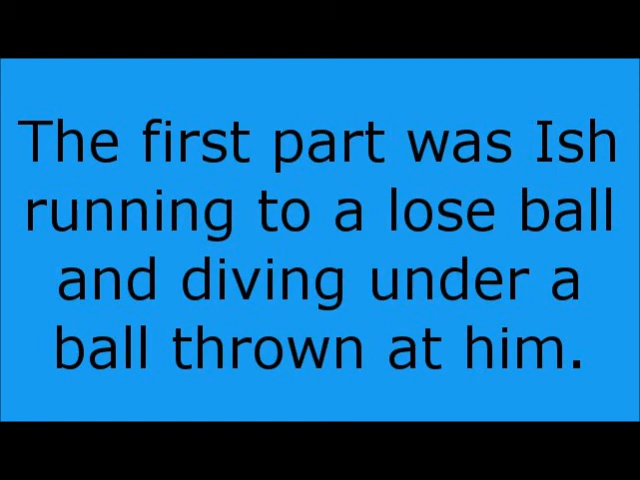 The first part was Ish
running to a lose ball
and diving under a
ball thrown at him.